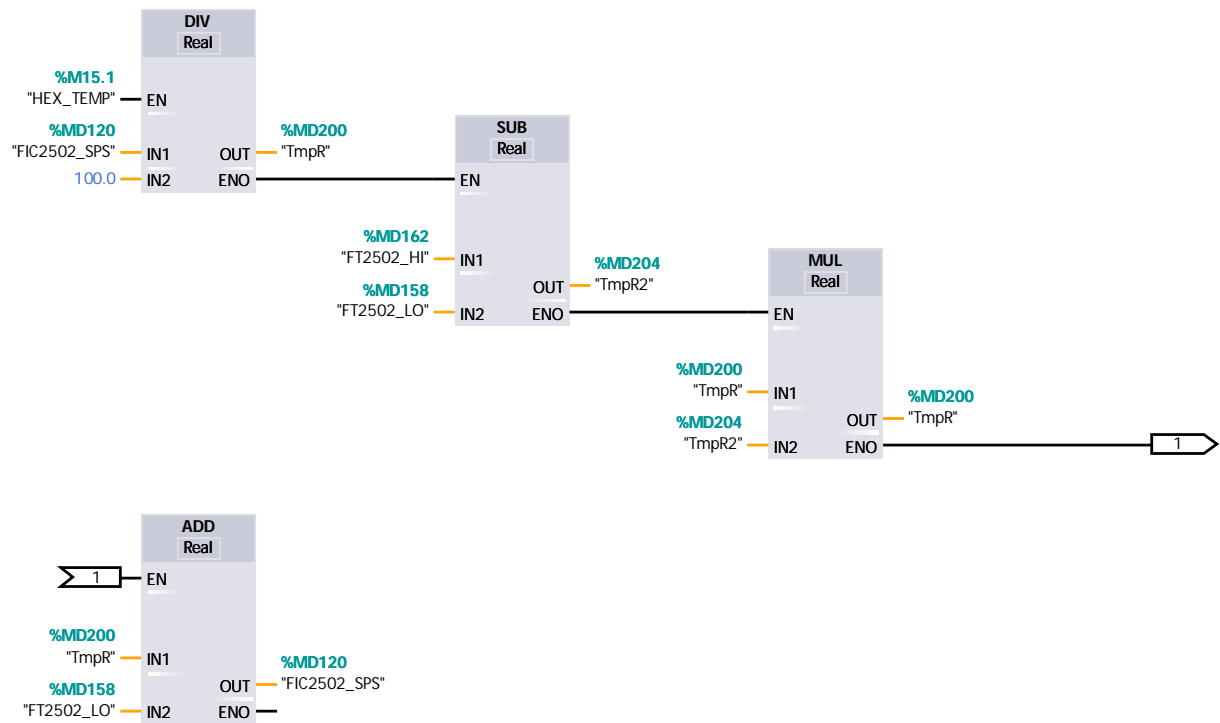 DIV
Real
%M15.1
"HEX_TEMP" EN
%MD120 %MD200
"FIC2502_SPS" IN1 OUT "TmpR"
100.0 IN2 ENO
SUB
Real
EN
%MD162
"FT2502_HI" IN1
%MD204
OUT "TmpR2"
%MD158
"FT2502_LO" IN2 ENO
MUL
Real
EN
%MD200
"TmpR" IN1
%MD200
OUT "TmpR"
%MD204
"TmpR2" IN2 ENO
1
ADD
Real
1 EN
%MD200
"TmpR" IN1
%MD120
OUT "FIC2502_SPS"
%MD158
"FT2502_LO" IN2 ENO